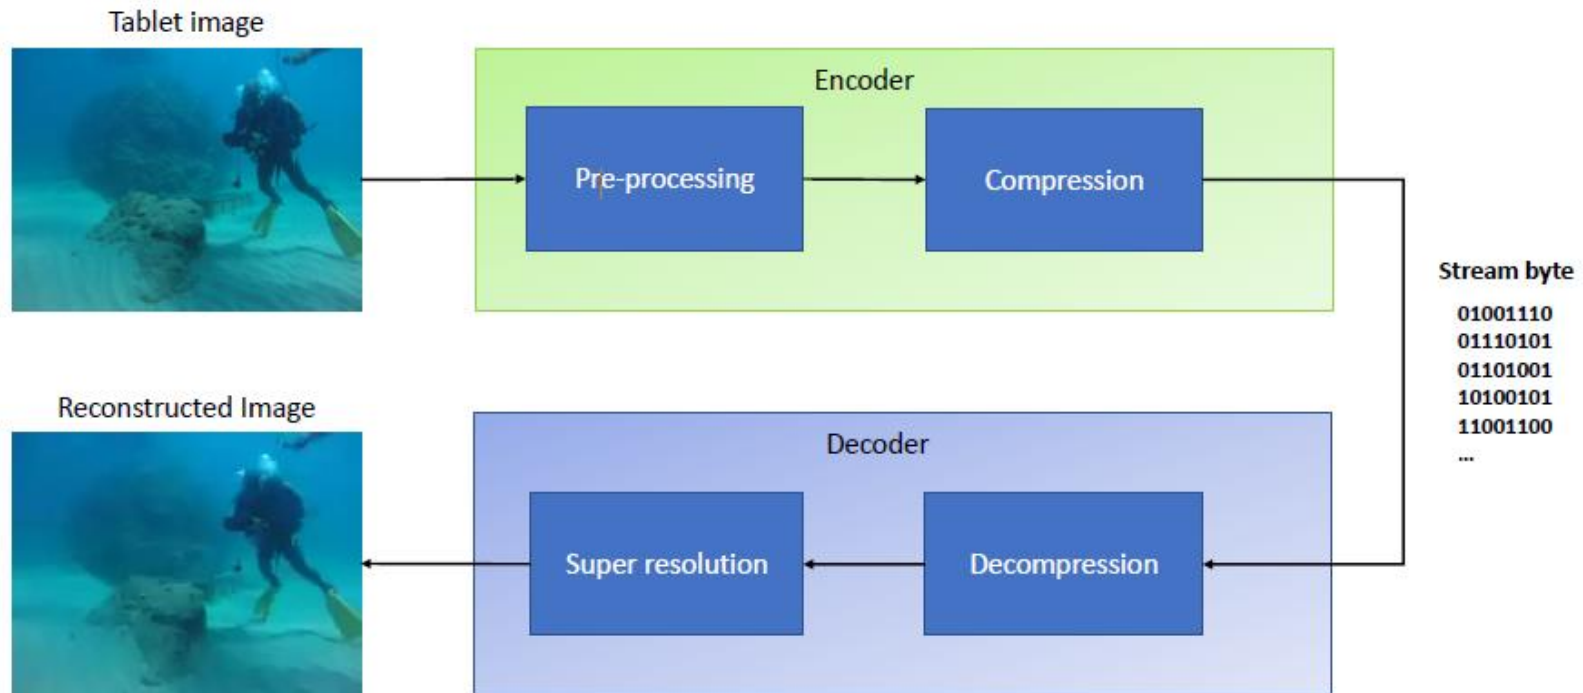 Tablet image
Encoder
Pre-processing
Compression
Stream byte
01001110
01110101
01101001
10100101
11001100
...
Reconstructed Image
Decoder
Super resolution
Decompression